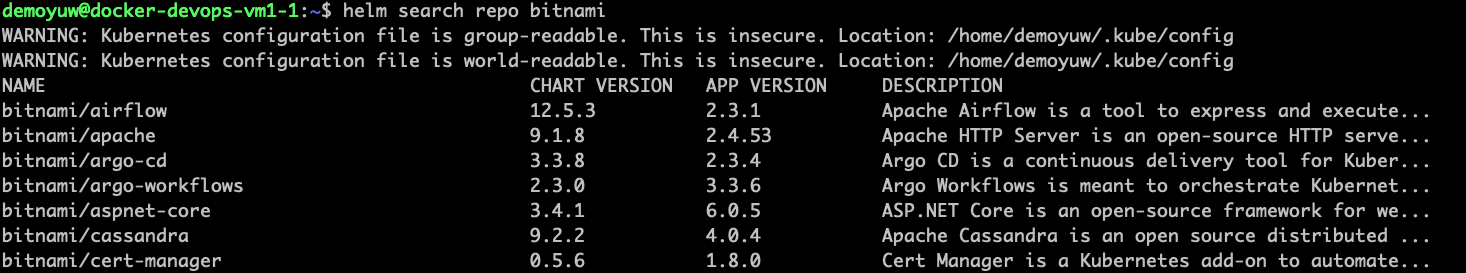 demoyuw@docker-devops-vm1-1:~$ helm search repo bitnami
WARNING: Kubernetes configuration file is group-readable. This is insecure. Location: /home/demoyuw/.kube/config
WARNING: Kubernetes configuration file is world-readable. This is insecure. Location: /home/demoyuw/.kube/config
NAME CHART VERSION APP VERSION DESCRIPTION
bitnami/airflow 12.5.3 2.3.1 Apache Airflow is a tool to express and execute...
bitnami/apache 9.1.8 2.4.53 Apache HTTP Server is an open-source HTTP serve...
bitnami/argo-cd 3.3.8 2.3.4 Argo CD is a continuous delivery tool for Kuber...
bitnami/argo-workflows 2.3.0 3.3.6 Argo Workflows is meant to orchestrate Kubernet...
bitnami/aspnet-core 3.4.1 6.0.5 ASP.NET Core is an open-source framework for we...
bitnami/cassandra 9.2.2 4.0.4 Apache Cassandra is an open source distributed ...
bitnami/cert-manager 0.5.6 1.8.0 Cert Manager is a Kubernetes add-on to automate...